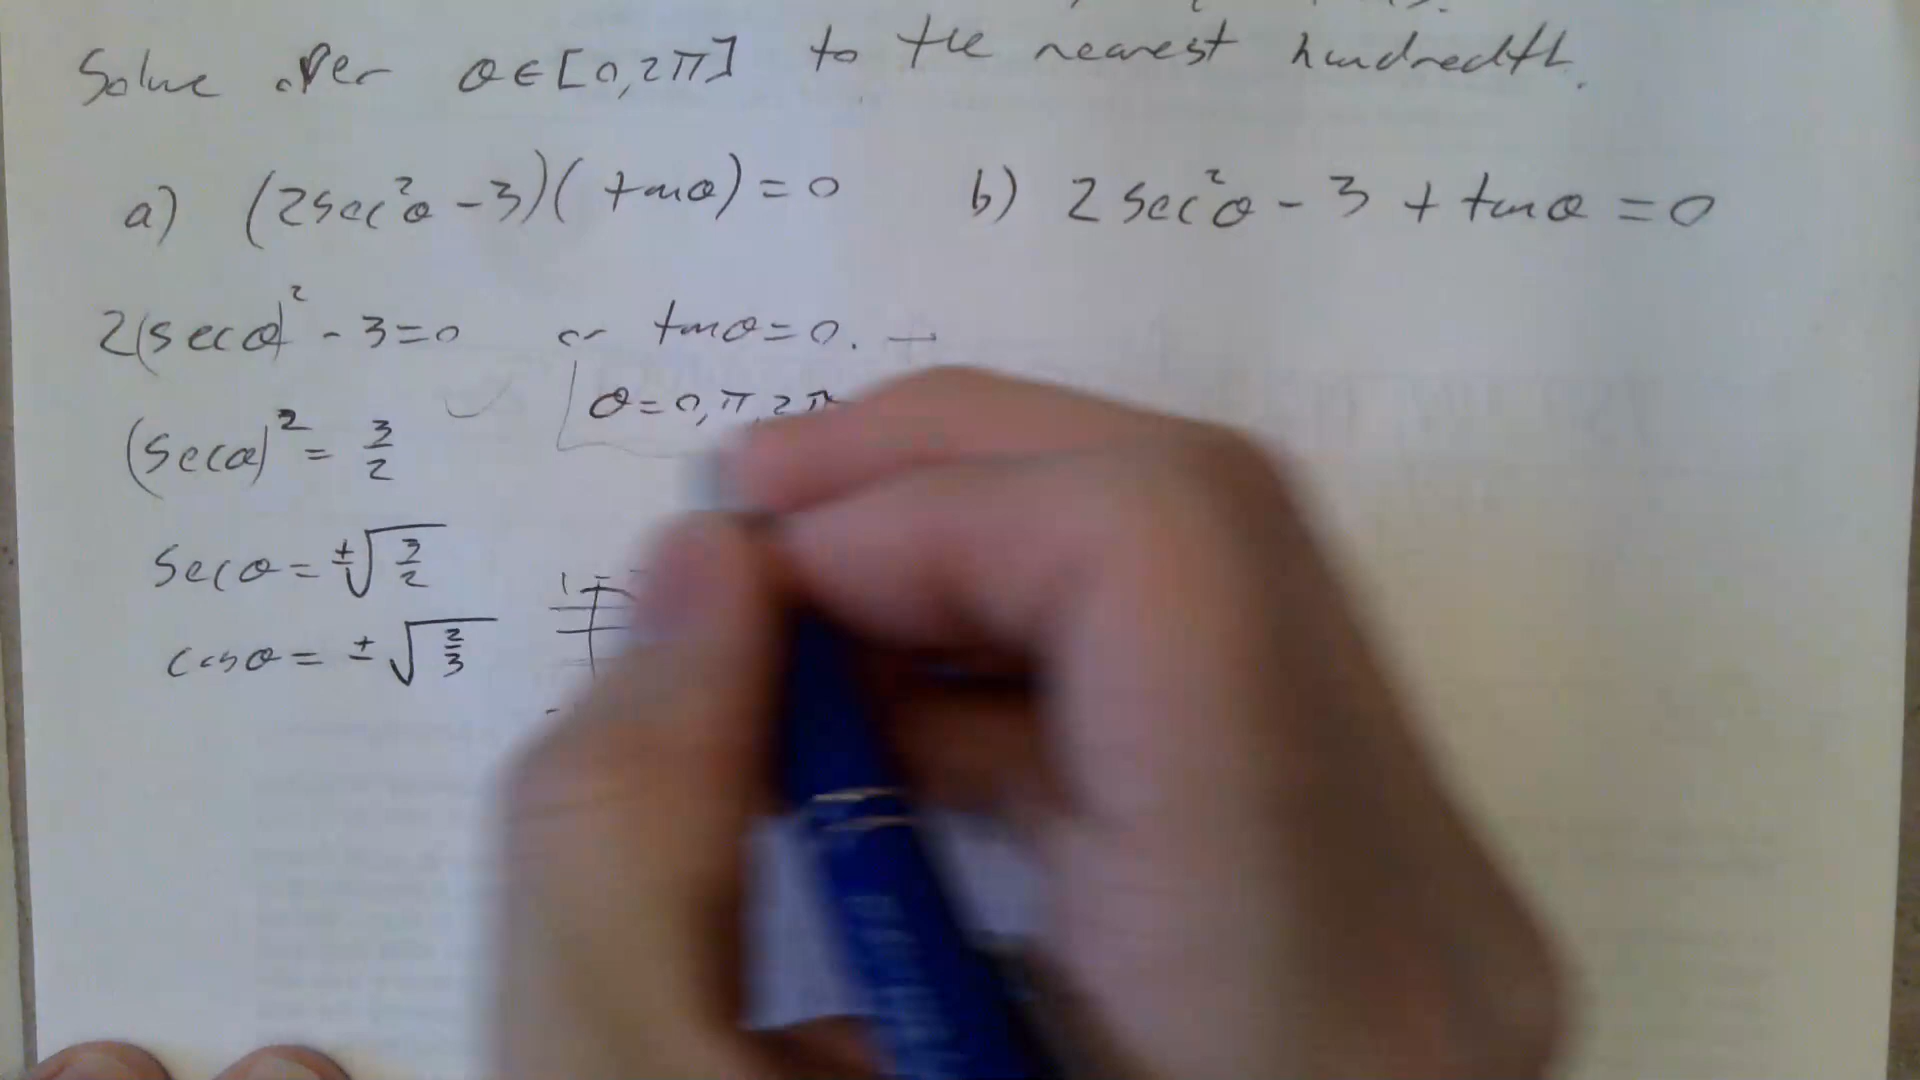 Solve over θ∈[0,2π] to the nearest hundredth.
a) (2sec²θ - 3)(tanθ) = 0
b) 2sec²θ - 3 + tanθ = 0
2(secθ)² - 3 = 0 or tanθ = 0. →
θ = 0, π, 2π
(secθ)² = 3/2
secθ = ±√(3/2)
cosθ = ±√(2/3)